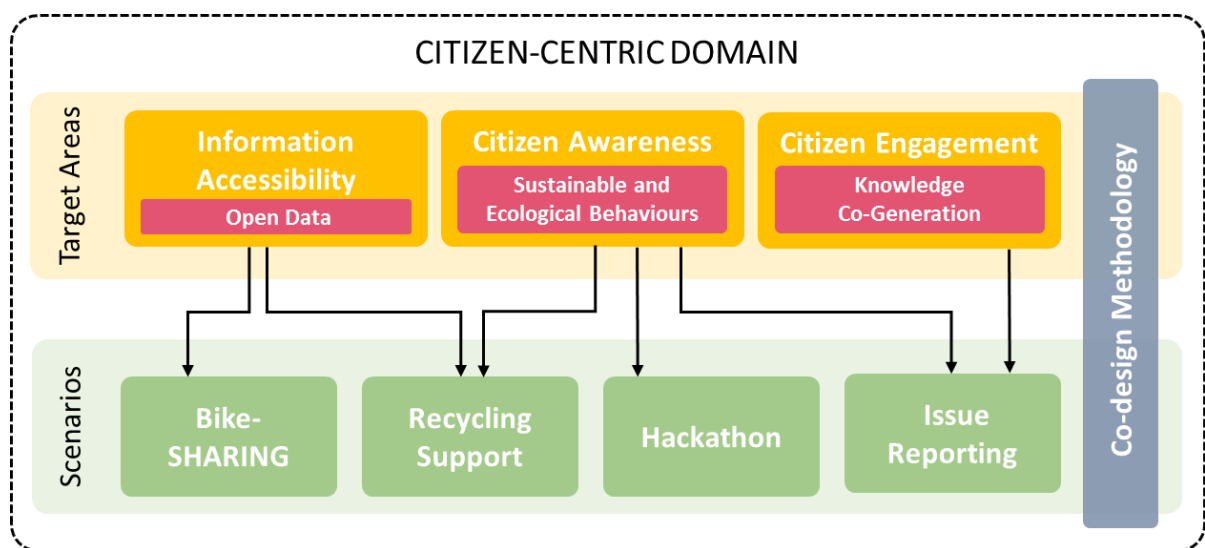 CITIZEN-CENTRIC DOMAIN
Target Areas
Information
Accessibility
Open Data
Citizen Awareness
Sustainable and
Ecological Behaviours
Citizen Engagement
Knowledge
Co-Generation
Co-design Methodology
Scenarios
Bike-
SHARING
Recycling
Support
Hackathon
Issue
Reporting